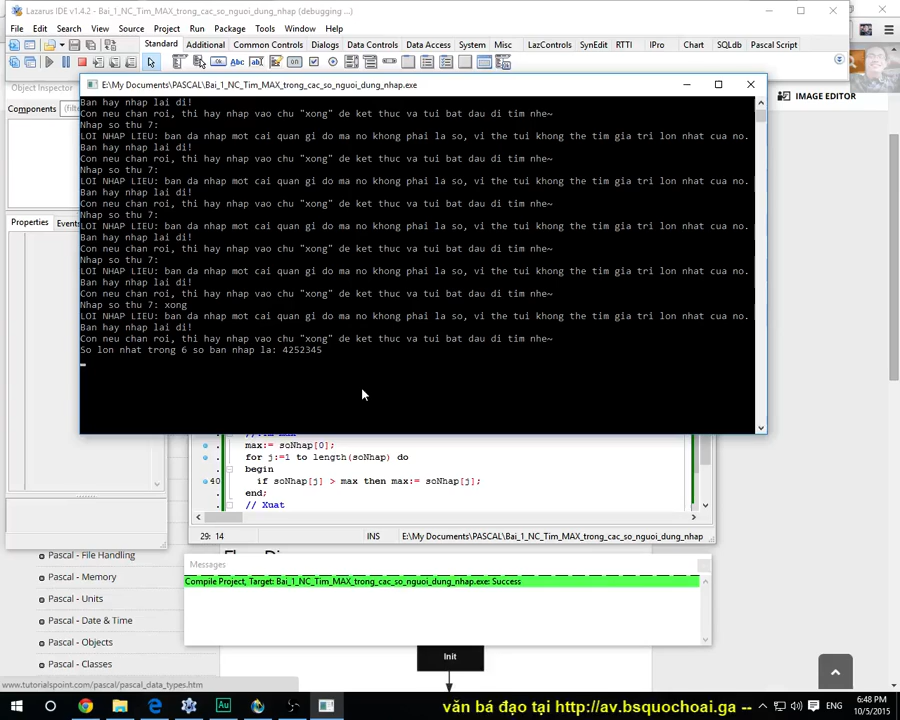 Lazarus IDE v1.4.2 - Bai_1_NC_Tim_MAX_trong_cac_so_nguoi_dung_nhap (debugging ...)
File Edit Search View Source Project Run Package Tools Window Help
Standard Additional Common Controls Dialogs Data Controls Data Access System Misc LazControls SynEdit RTTI IPro Chart SQLdb Pascal Script
Object Inspector
Components (filte
E:\My Documents\PASCAL\Bai_1_NC_Tim_MAX_trong_cac_so_nguoi_dung_nhap.exe
IMAGE EDITOR
Ban hay nhap lai di!
Con neu chan roi, thi hay nhap vao chu "xong" de ket thuc va tui bat dau di tim nhe~
Nhap so thu 7:
LOI NHAP LIEU: ban da nhap mot cai quan gi do ma no khong phai la so, vi the tui khong the tim gia tri lon nhat cua no.
Ban hay nhap lai di!
Con neu chan roi, thi hay nhap vao chu "xong" de ket thuc va tui bat dau di tim nhe~
Nhap so thu 7:
LOI NHAP LIEU: ban da nhap mot cai quan gi do ma no khong phai la so, vi the tui khong the tim gia tri lon nhat cua no.
Ban hay nhap lai di!
Con neu chan roi, thi hay nhap vao chu "xong" de ket thuc va tui bat dau di tim nhe~
Nhap so thu 7:
LOI NHAP LIEU: ban da nhap mot cai quan gi do ma no khong phai la so, vi the tui khong the tim gia tri lon nhat cua no.
Ban hay nhap lai di!
Con neu chan roi, thi hay nhap vao chu "xong" de ket thuc va tui bat dau di tim nhe~
Nhap so thu 7:
LOI NHAP LIEU: ban da nhap mot cai quan gi do ma no khong phai la so, vi the tui khong the tim gia tri lon nhat cua no.
Ban hay nhap lai di!
Con neu chan roi, thi hay nhap vao chu "xong" de ket thuc va tui bat dau di tim nhe~
Nhap so thu 7: xong
LOI NHAP LIEU: ban da nhap mot cai quan gi do ma no khong phai la so, vi the tui khong the tim gia tri lon nhat cua no.
Ban hay nhap lai di!
Con neu chan roi, thi hay nhap vao chu "xong" de ket thuc va tui bat dau di tim nhe~
So lon nhat trong 6 so ban nhap la: 4252345
Properties Events
max:= soNhap[0];
for j:=1 to length(soNhap) do
begin
40 if soNhap[j] > max then max:= soNhap[j];
end;
// Xuat
29: 14 INS E:\My Documents\PASCAL\Bai_1_NC_Tim_MAX_trong_cac_so_nguoi_dung_nhap
Messages
Compile Project, Target: Bai_1_NC_Tim_MAX_trong_cac_so_nguoi_dung_nhap.exe: Success
Pascal - File Handling
Pascal - Memory
Pascal - Units
Pascal - Date & Time
Pascal - Objects
Pascal - Classes
Init
www.tutorialspoint.com/pascal/pascal_data_types.htm
văn bá đạo tại http://av.bsquochoai.ga --
ENG
6:48 PM
10/5/2015